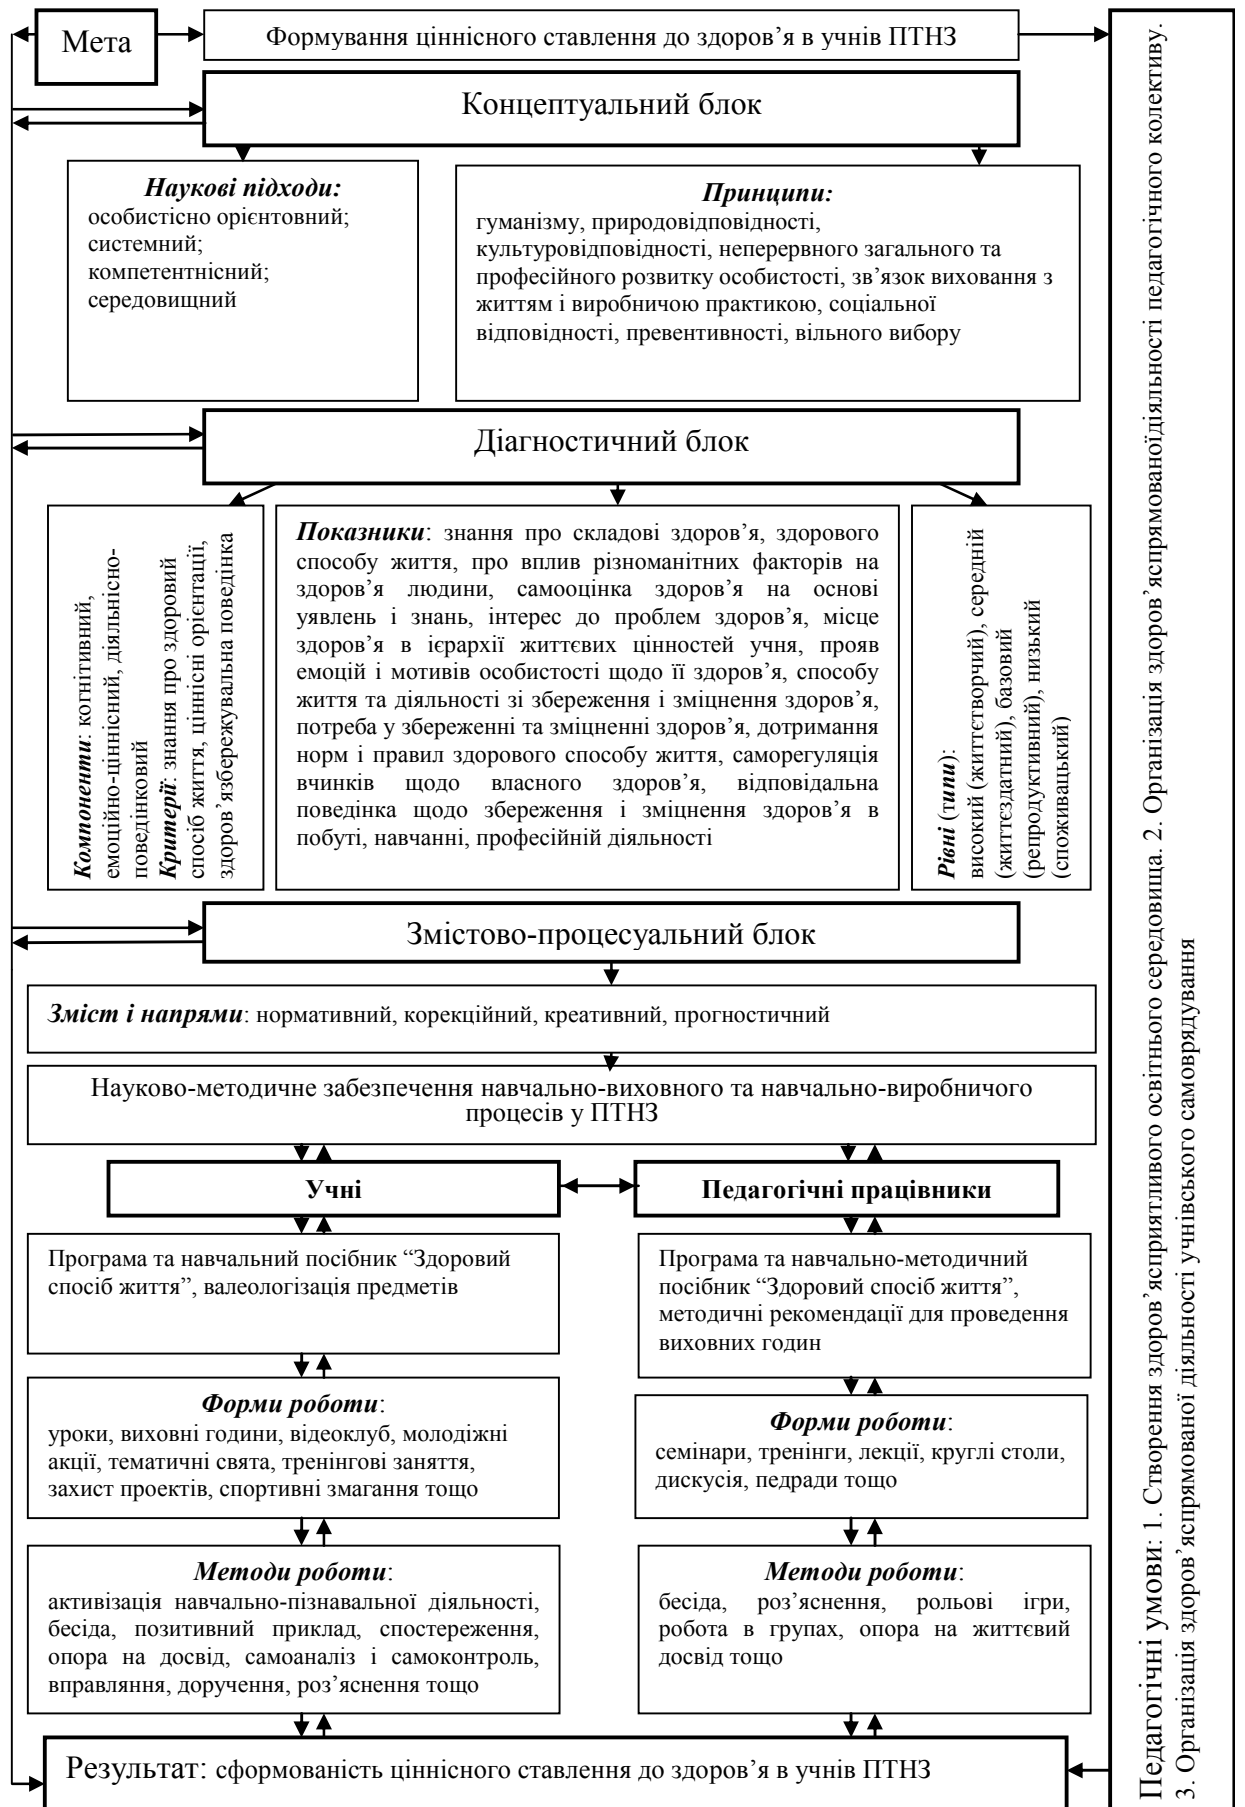 Мета
Формування ціннісного ставлення до здоров’я в учнів ПТНЗ
Концептуальний блок
Наукові підходи:
особистісно орієнтовний;
системний;
компетентнісний;
середовищний
Принципи:
гуманізму, природовідповідності,
культуровідповідності, неперервного загального та
професійного розвитку особистості, зв’язок виховання з
життям і виробничою практикою, соціальної
відповідності, превентивності, вільного вибору
Діагностичний блок
Компоненти: когнітивний,
емоційно-ціннісний, діяльнісно-
поведінковий
Критерії: знання про здоровий
спосіб життя, ціннісні орієнтації,
здоров’язбережувальна поведінка
Показники: знання про складові здоров’я, здорового
способу життя, про вплив різноманітних факторів на
здоров’я людини, самооцінка здоров’я на основі
уявлень і знань, інтерес до проблем здоров’я, місце
здоров’я в ієрархії життєвих цінностей учня, прояв
емоцій і мотивів особистості щодо її здоров’я, способу
життя та діяльності зі збереження і зміцнення здоров’я,
потреба у збереженні та зміцненні здоров’я, дотримання
норм і правил здорового способу життя, саморегуляція
вчинків щодо власного здоров’я, відповідальна
поведінка щодо збереження і зміцнення здоров’я в
побуті, навчанні, професійній діяльності
Рівні (типи):
високий (життєтворчий), середній
(життєздатний), базовий
(репродуктивний), низький
(споживацький)
Змістово-процесуальний блок
Зміст і напрями: нормативний, корекційний, креативний, прогностичний
Науково-методичне забезпечення навчально-виховного та навчально-виробничого
процесів у ПТНЗ
Учні
Педагогічні працівники
Програма та навчальний посібник “Здоровий
спосіб життя”, валеологізація предметів
Програма та навчально-методичний
посібник “Здоровий спосіб життя”,
методичні рекомендації для проведення
виховних годин
Форми роботи:
уроки, виховні години, відеоклуб, молодіжні
акції, тематичні свята, тренінгові заняття,
захист проектів, спортивні змагання тощо
Форми роботи:
семінари, тренінги, лекції, круглі столи,
дискусія, педради тощо
Методи роботи:
активізація навчально-пізнавальної діяльності,
бесіда, позитивний приклад, спостереження,
опора на досвід, самоаналіз і самоконтроль,
вправляння, доручення, роз’яснення тощо
Методи роботи:
бесіда, роз’яснення, рольові ігри,
робота в групах, опора на життєвий
досвід тощо
Результат: сформованість ціннісного ставлення до здоров’я в учнів ПТНЗ
Педагогічні умови: 1. Створення здоров’ясприятливого освітнього середовища. 2. Організація здоров’яспрямованоїдіяльності педагогічного колективу.
3. Організація здоров’яспрямованої діяльності учнівського самоврядування